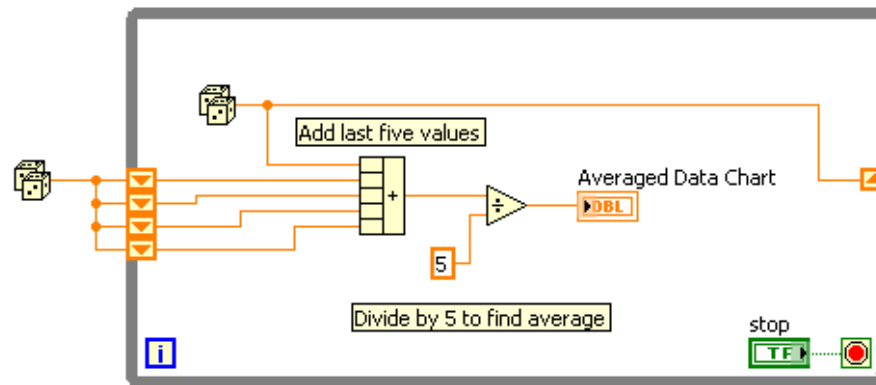 Add last five values
Averaged Data Chart
+
÷
DBL
5
Divide by 5 to find average
stop
i
TF